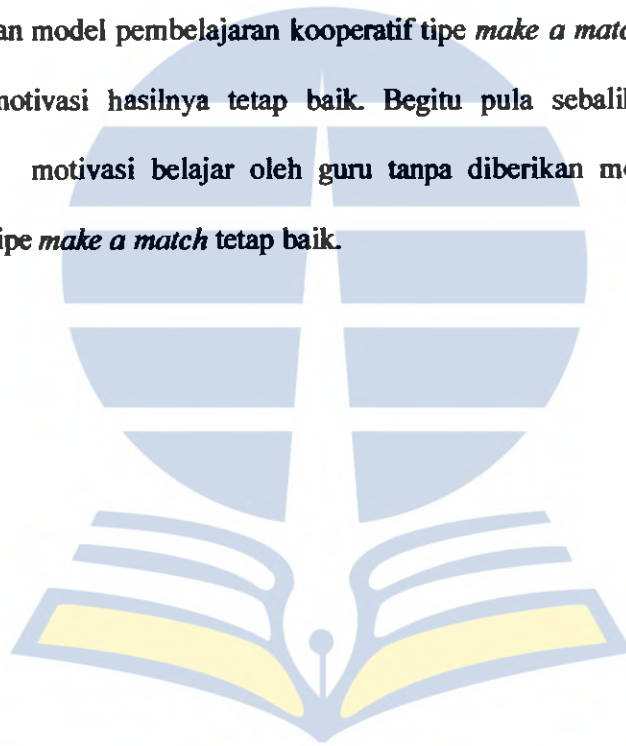 an model pembelajaran kooperatif tipe make a matc
motivasi hasilnya tetap baik. Begitu pula sebalik
motivasi belajar oleh guru tanpa diberikan m
ipe make a match tetap baik.